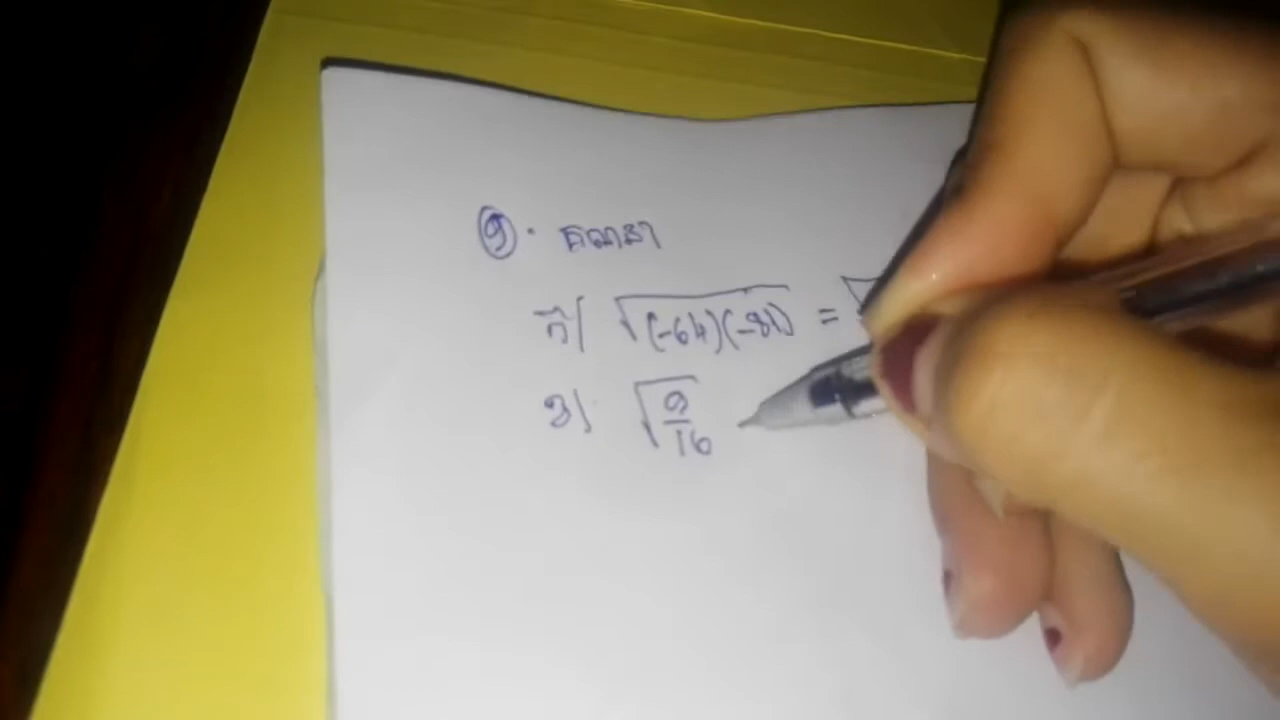 ១. គណនា
ក/ √(-64)(-81) = √
ខ/ √9/16